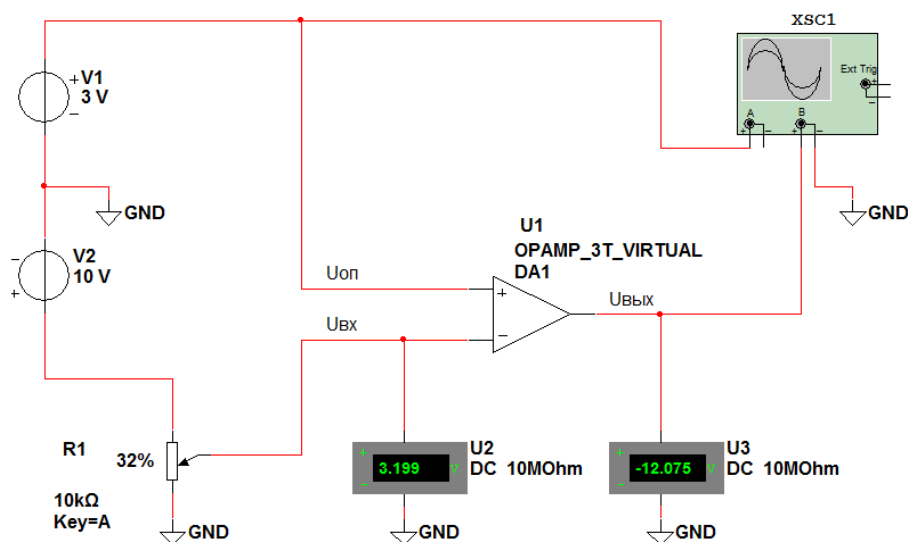 xsc1
Ext Trig
+
−
A
B
+ − + −
+ V1
3 V
−
GND
GND
− V2
10 V
+
U1
OPAMP_3T_VIRTUAL
DA1
Uоп
+
Uвых
Uвх
−
R1
32%
10kΩ
Key=A
GND
+
3.199 V
−
U2
DC 10MOhm
GND
+
-12.075 V
−
U3
DC 10MOhm
GND